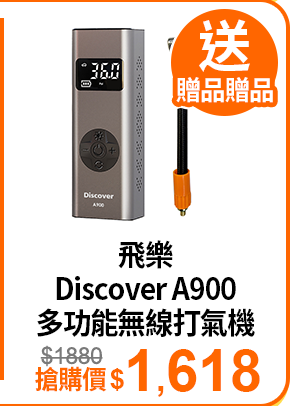 送
贈品贈品
36.0
Discover
A900
飛樂
Discover A900
多功能無線打氣機
$1880
搶購價$1,618